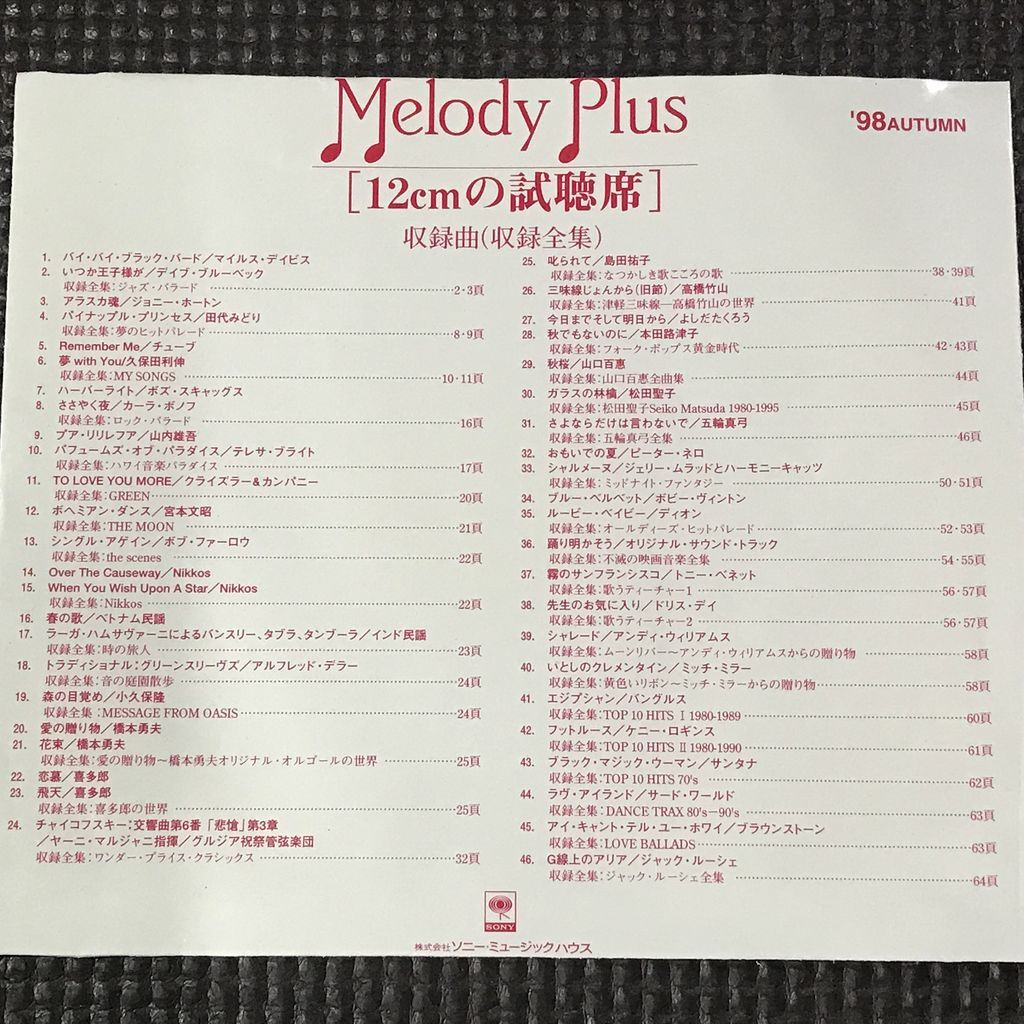 Melody Plus
'98AUTUMN
[12cmの試聴席]
収録曲(収録全集)
1. バイ・バイ・ブラック・バード／マイルス・デイビス
2. いつか王子様が／デイブ・ブルーベック
収録全集:ジャズ・バラード 2・3頁
3. アラスカ魂／ジョニー・ホートン
4. パイナップル・プリンセス／田代みどり
収録全集:夢のヒットパレード 8・9頁
5. Remember Me／チューブ
6. 夢 with You/久保田利伸
収録全集:MY SONGS 10・11頁
7. ハーバーライト／ボズ・スキャッグス
8. ささやく夜／カーラ・ボノフ
収録全集:ロック・バラード 16頁
9. プア・リリレフア／山内雄吾
10. パフュームズ・オブ・パラダイス／テレサ・ブライト
収録全集:ハワイ音楽パラダイス 17頁
11. TO LOVE YOU MORE／クライズラー&カンパニー
収録全集:GREEN 20頁
12. ボヘミアン・ダンス／宮本文昭
収録全集:THE MOON 21頁
13. シングル・アゲイン／ボブ・ファーロウ
収録全集:the scenes 22頁
14. Over The Causeway／Nikkos
15. When You Wish Upon A Star／Nikkos
収録全集:Nikkos 22頁
16. 春の歌／ベトナム民謡
17. ラーガ・ハムサヴァーニによるバンスリー、タブラ、タンブーラ／インド民謡
収録全集:時の旅人 23頁
18. トラディショナル:グリーンスリーヴズ／アルフレッド・デラー
収録全集:音の庭園散歩 24頁
19. 森の目覚め／小久保隆
収録全集:MESSAGE FROM OASIS 24頁
20. 愛の贈り物／橋本勇夫
21. 花束／橋本勇夫
収録全集:愛の贈り物～橋本勇夫オリジナル・オルゴールの世界 25頁
22. 恋慕／喜多郎
23. 飛天／喜多郎
収録全集:喜多郎の世界 25頁
24. チャイコフスキー:交響曲第6番「悲愴」第3章
／ヤーニ・マルジャニ指揮／グルジア祝祭管弦楽団
収録全集:ワンダー・プライス・クラシックス 32頁
25. 叱られて／島田祐子
収録全集:なつかしき歌こころの歌 38・39頁
26. 三味線じょんから(旧節)／高橋竹山
収録全集:津軽三味線―高橋竹山の世界 41頁
27. 今日までそして明日から／よしだたくろう
28. 秋でもないのに／本田路津子
収録全集:フォーク・ポップス黄金時代 42・43頁
29. 秋桜／山口百恵
収録全集:山口百恵全曲集 44頁
30. ガラスの林檎／松田聖子
収録全集:松田聖子Seiko Matsuda 1980-1995 45頁
31. さよならだけは言わないで／五輪真弓
収録全集:五輪真弓全集 46頁
32. おもいでの夏／ピーター・ネロ
33. シャルメーヌ／ジェリー・ムラッドとハーモニーキャッツ
収録全集:ミッドナイト・ファンタジー 50・51頁
34. ブルー・ベルベット／ボビー・ヴィントン
35. ルービー・ベイビー／ディオン
収録全集:オールディーズ・ヒットパレード 52・53頁
36. 踊り明かそう／オリジナル・サウンド・トラック
収録全集:不滅の映画音楽全集 54・55頁
37. 霧のサンフランシスコ／トニー・ベネット
収録全集:歌うティーチャー1 56・57頁
38. 先生のお気に入り／ドリス・デイ
収録全集:歌うティーチャー2 56・57頁
39. シャレード／アンディ・ウィリアムス
収録全集:ムーンリバー～アンディ・ウィリアムスからの贈り物 58頁
40. いとしのクレメンタイン／ミッチ・ミラー
収録全集:黄色いリボン～ミッチ・ミラーからの贈り物 58頁
41. エジプシャン／バングルス
収録全集:TOP 10 HITS Ⅰ 1980-1989 60頁
42. フットルース／ケニー・ロギンス
収録全集:TOP 10 HITS Ⅱ 1980-1990 61頁
43. ブラック・マジック・ウーマン／サンタナ
収録全集:TOP 10 HITS 70's 62頁
44. ラヴ・アイランド／サード・ワールド
収録全集:DANCE TRAX 80's－90's 63頁
45. アイ・キャント・テル・ユー・ホワイ／ブラウンストーン
収録全集:LOVE BALLADS 63頁
46. G線上のアリア／ジャック・ルーシェ
収録全集:ジャック・ルーシェ全集 64頁
SONY
株式会社ソニー・ミュージックハウス